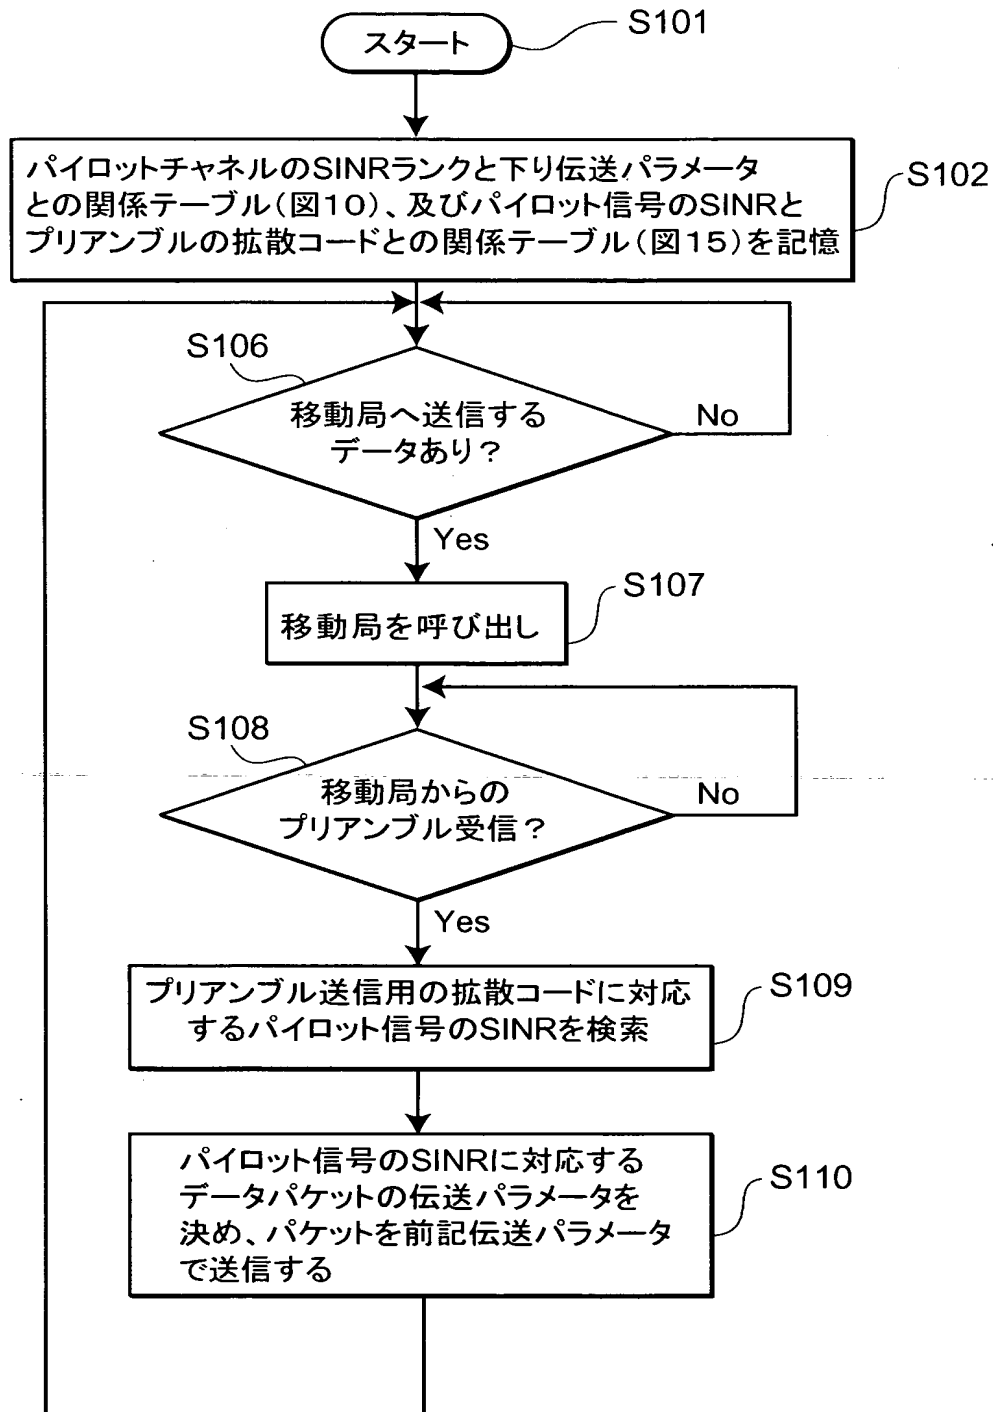 スタート
S101
パイロットチャネルのSINRランクと下り伝送パラメータ
との関係テーブル(図10)、及びパイロット信号のSINRと
プリアンブルの拡散コードとの関係テーブル(図15)を記憶
S102
S106
移動局へ送信する
データあり?
No
Yes
S107
移動局を呼び出し
S108
移動局からの
プリアンブル受信?
No
Yes
プリアンブル送信用の拡散コードに対応
するパイロット信号のSINRを検索
S109
パイロット信号のSINRに対応する
データパケットの伝送パラメータを
決め、パケットを前記伝送パラメータ
で送信する
S110